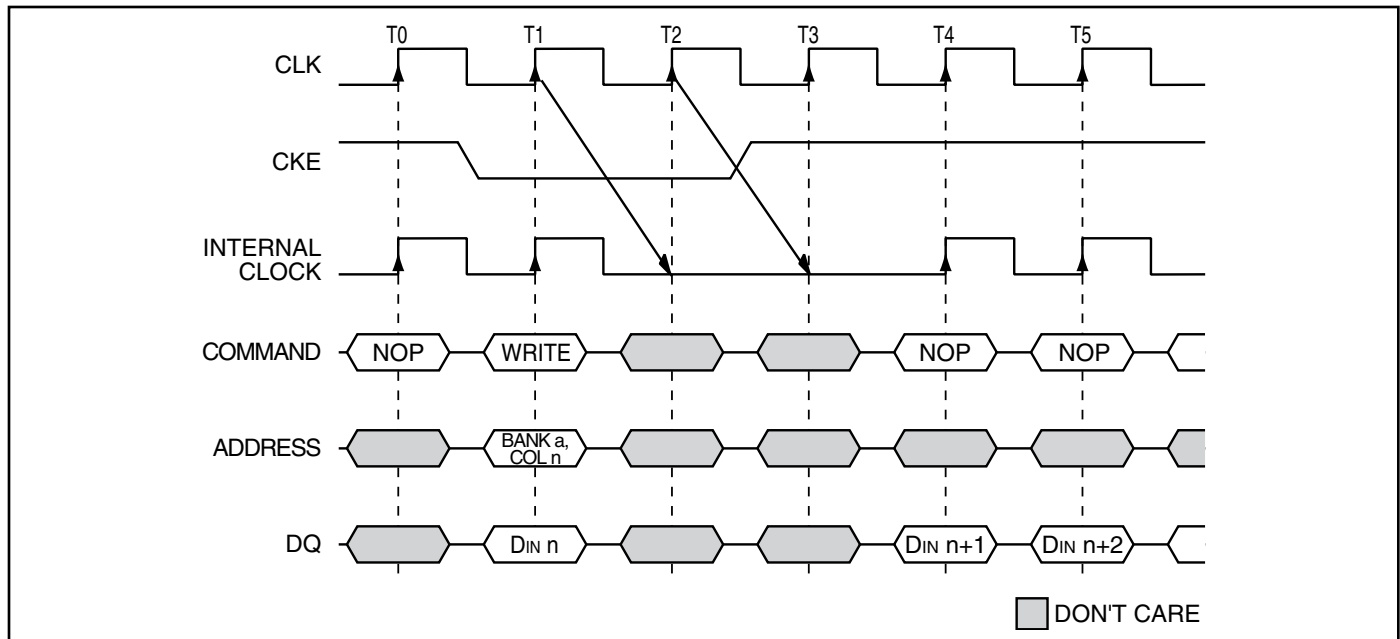 T0 T1 T2 T3 T4 T5
CLK
CKE
INTERNAL
CLOCK
COMMAND NOP WRITE NOP NOP
ADDRESS BANK a,
COL n
DQ DIN n DIN n+1 DIN n+2
DON'T CARE